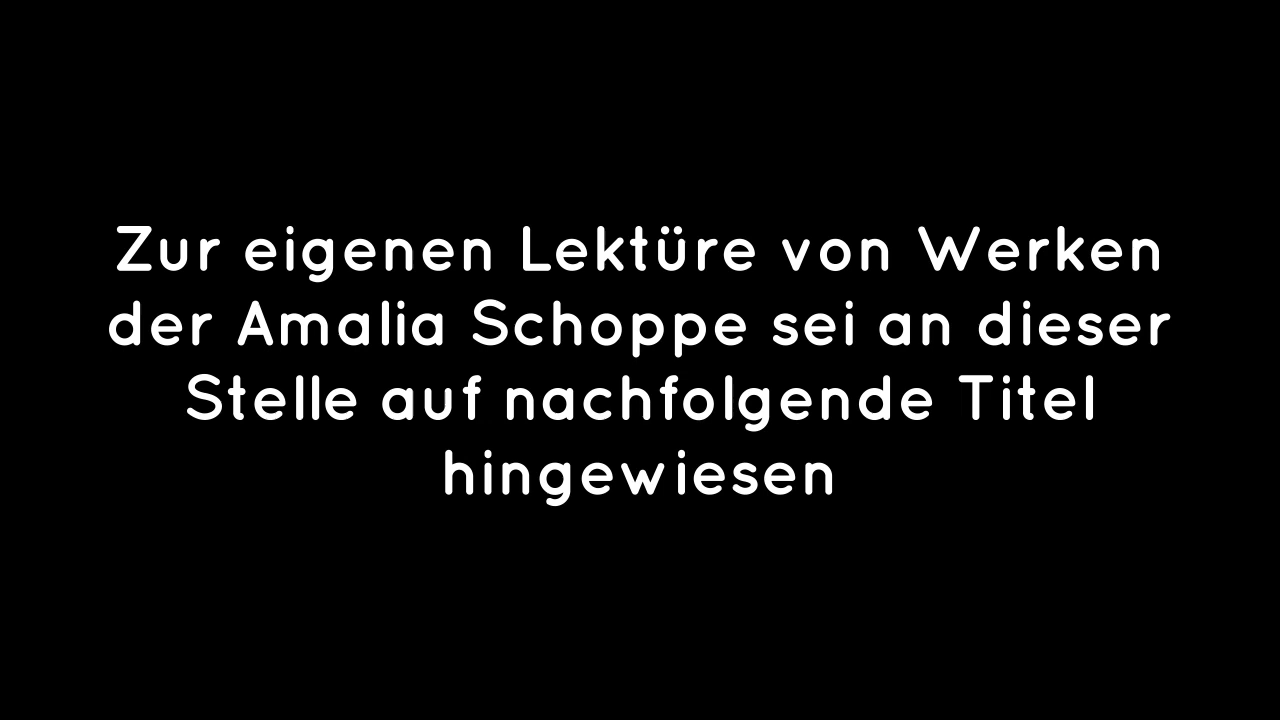 Zur eigenen Lektüre von Werken
der Amalia Schoppe sei an dieser
Stelle auf nachfolgende Titel
hingewiesen